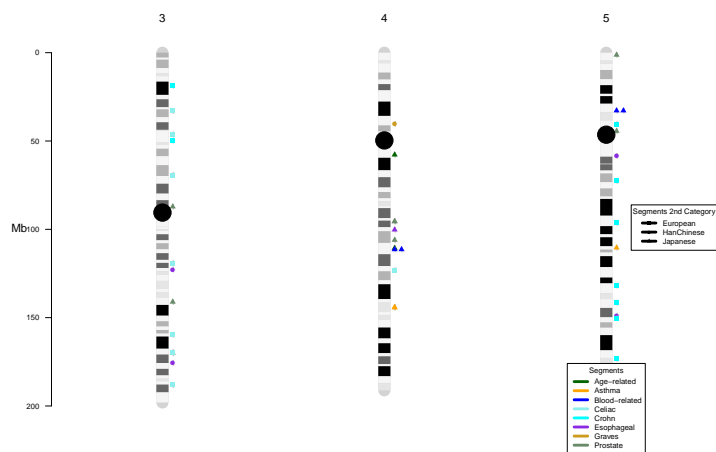 3 4 5
0
50
Mb 100
150
200
Segments 2nd Category
European
HanChinese
Japanese
Segments
Age−related
Asthma
Blood−related
Celiac
Crohn
Esophageal
Graves
Prostate